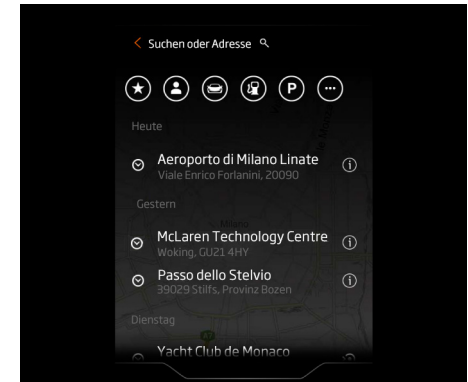 Suchen oder Adresse
P
Heute
Aeroporto di Milano Linate
Viale Enrico Forlanini, 20090
Gestern
Milano
McLaren Technology Centre
Woking, GU21 4HY
Passo dello Stelvio
39029 Stilfs, Provinz Bozen
Dienstag
Yacht Club de Monaco